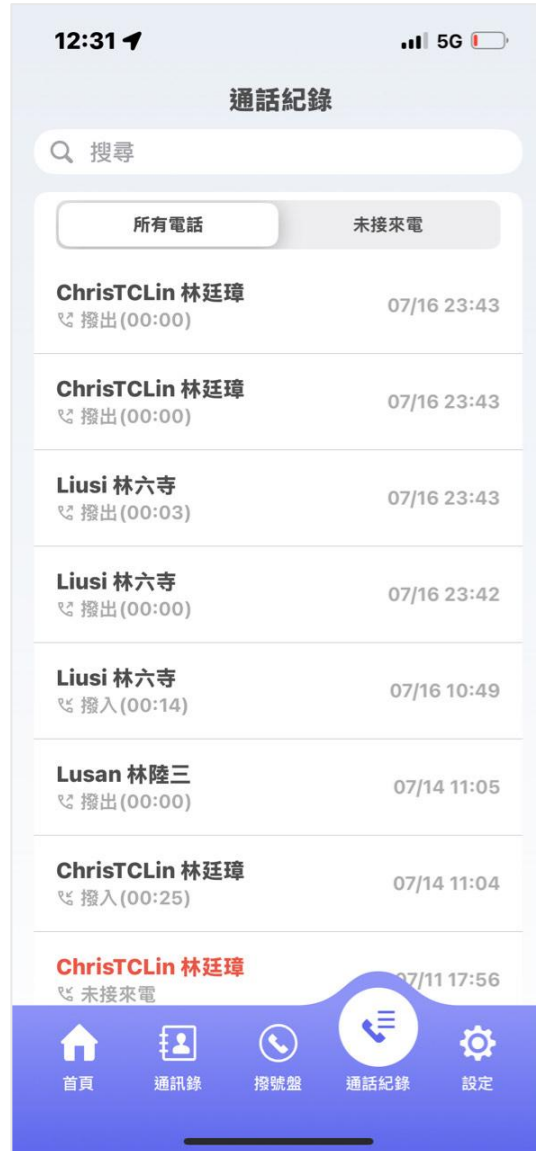 12:31
5G
通話紀錄
搜尋
所有電話 未接來電
ChrisTCLin 林廷璋
07/16 23:43
撥出(00:00)
ChrisTCLin 林廷璋
07/16 23:43
撥出(00:00)
Liusi 林六寺
07/16 23:43
撥出(00:03)
Liusi 林六寺
07/16 23:42
撥出(00:00)
Liusi 林六寺
07/16 10:49
撥入(00:14)
Lusan 林陸三
07/14 11:05
撥出(00:00)
ChrisTCLin 林廷璋
07/14 11:04
撥入(00:25)
ChrisTCLin 林廷璋
07/11 17:56
未接來電
首頁 通訊錄 撥號盤 通話紀錄 設定